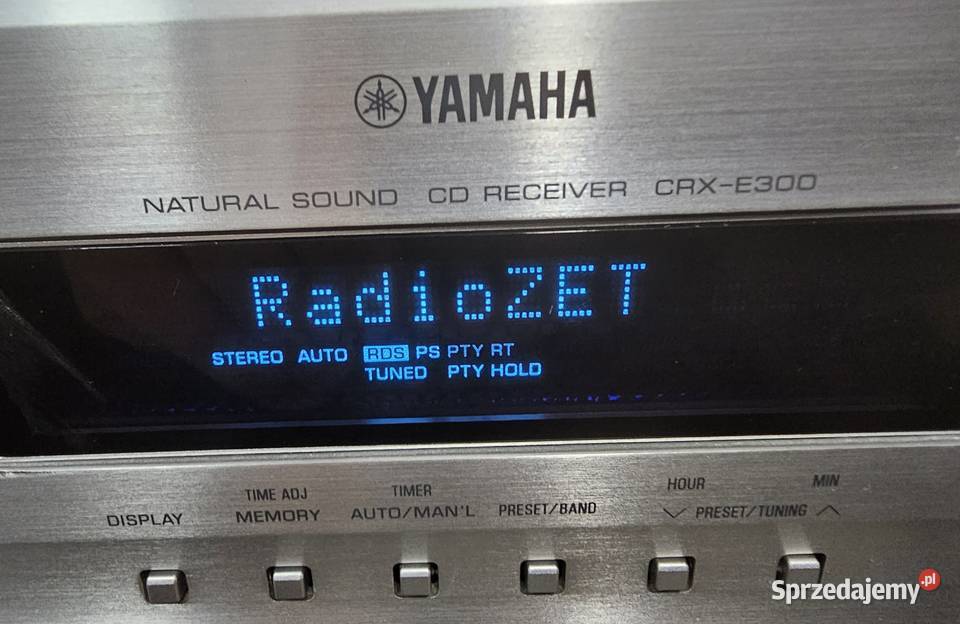 YAMAHA
NATURAL SOUND CD RECEIVER CRX-E300
RadioZET
STEREO AUTO RDS PS PTY RT
TUNED PTY HOLD
TIME ADJ TIMER HOUR MIN
DISPLAY MEMORY AUTO/MAN'L PRESET/BAND PRESET/TUNING
Sprzedajemy.pl